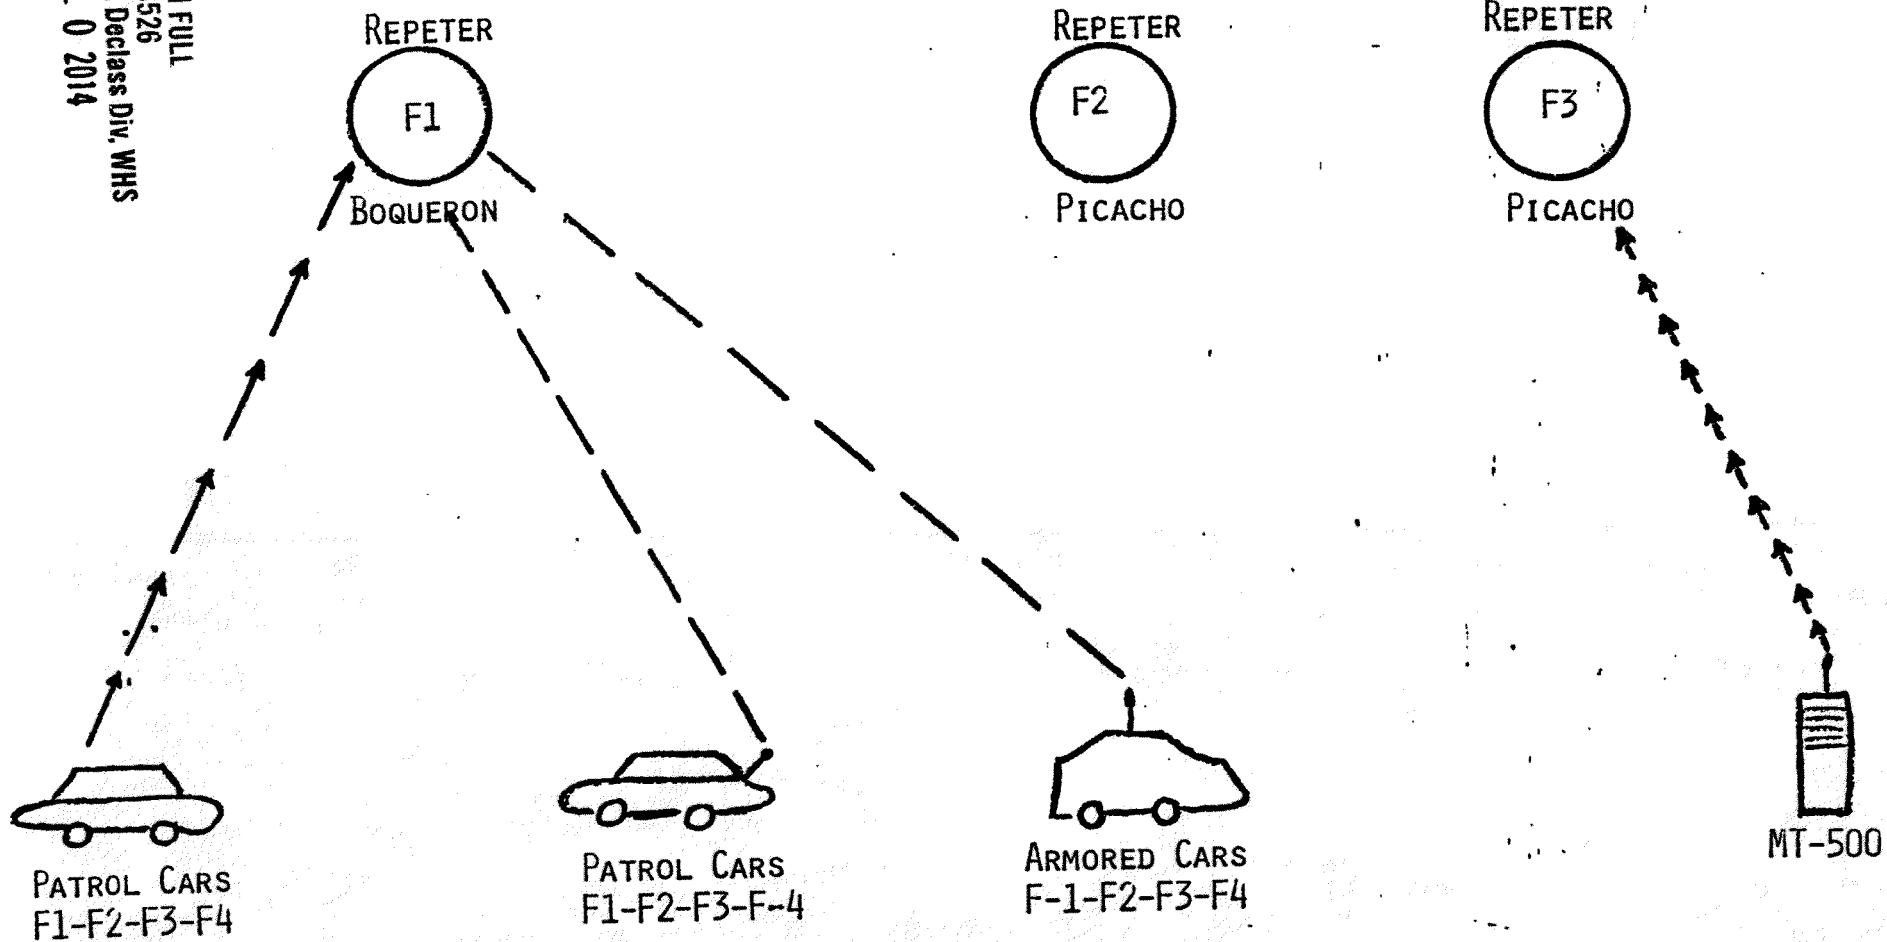 FULL
526
Declass Div, WHS
0 2014
REPETER
F1
BOQUERON
REPETER
F2
PICACHO
REPETER
F3
PICACHO
PATROL CARS
F1-F2-F3-F4
PATROL CARS
F1-F2-F3-F-4
ARMORED CARS
F-1-F2-F3-F4
MT-500